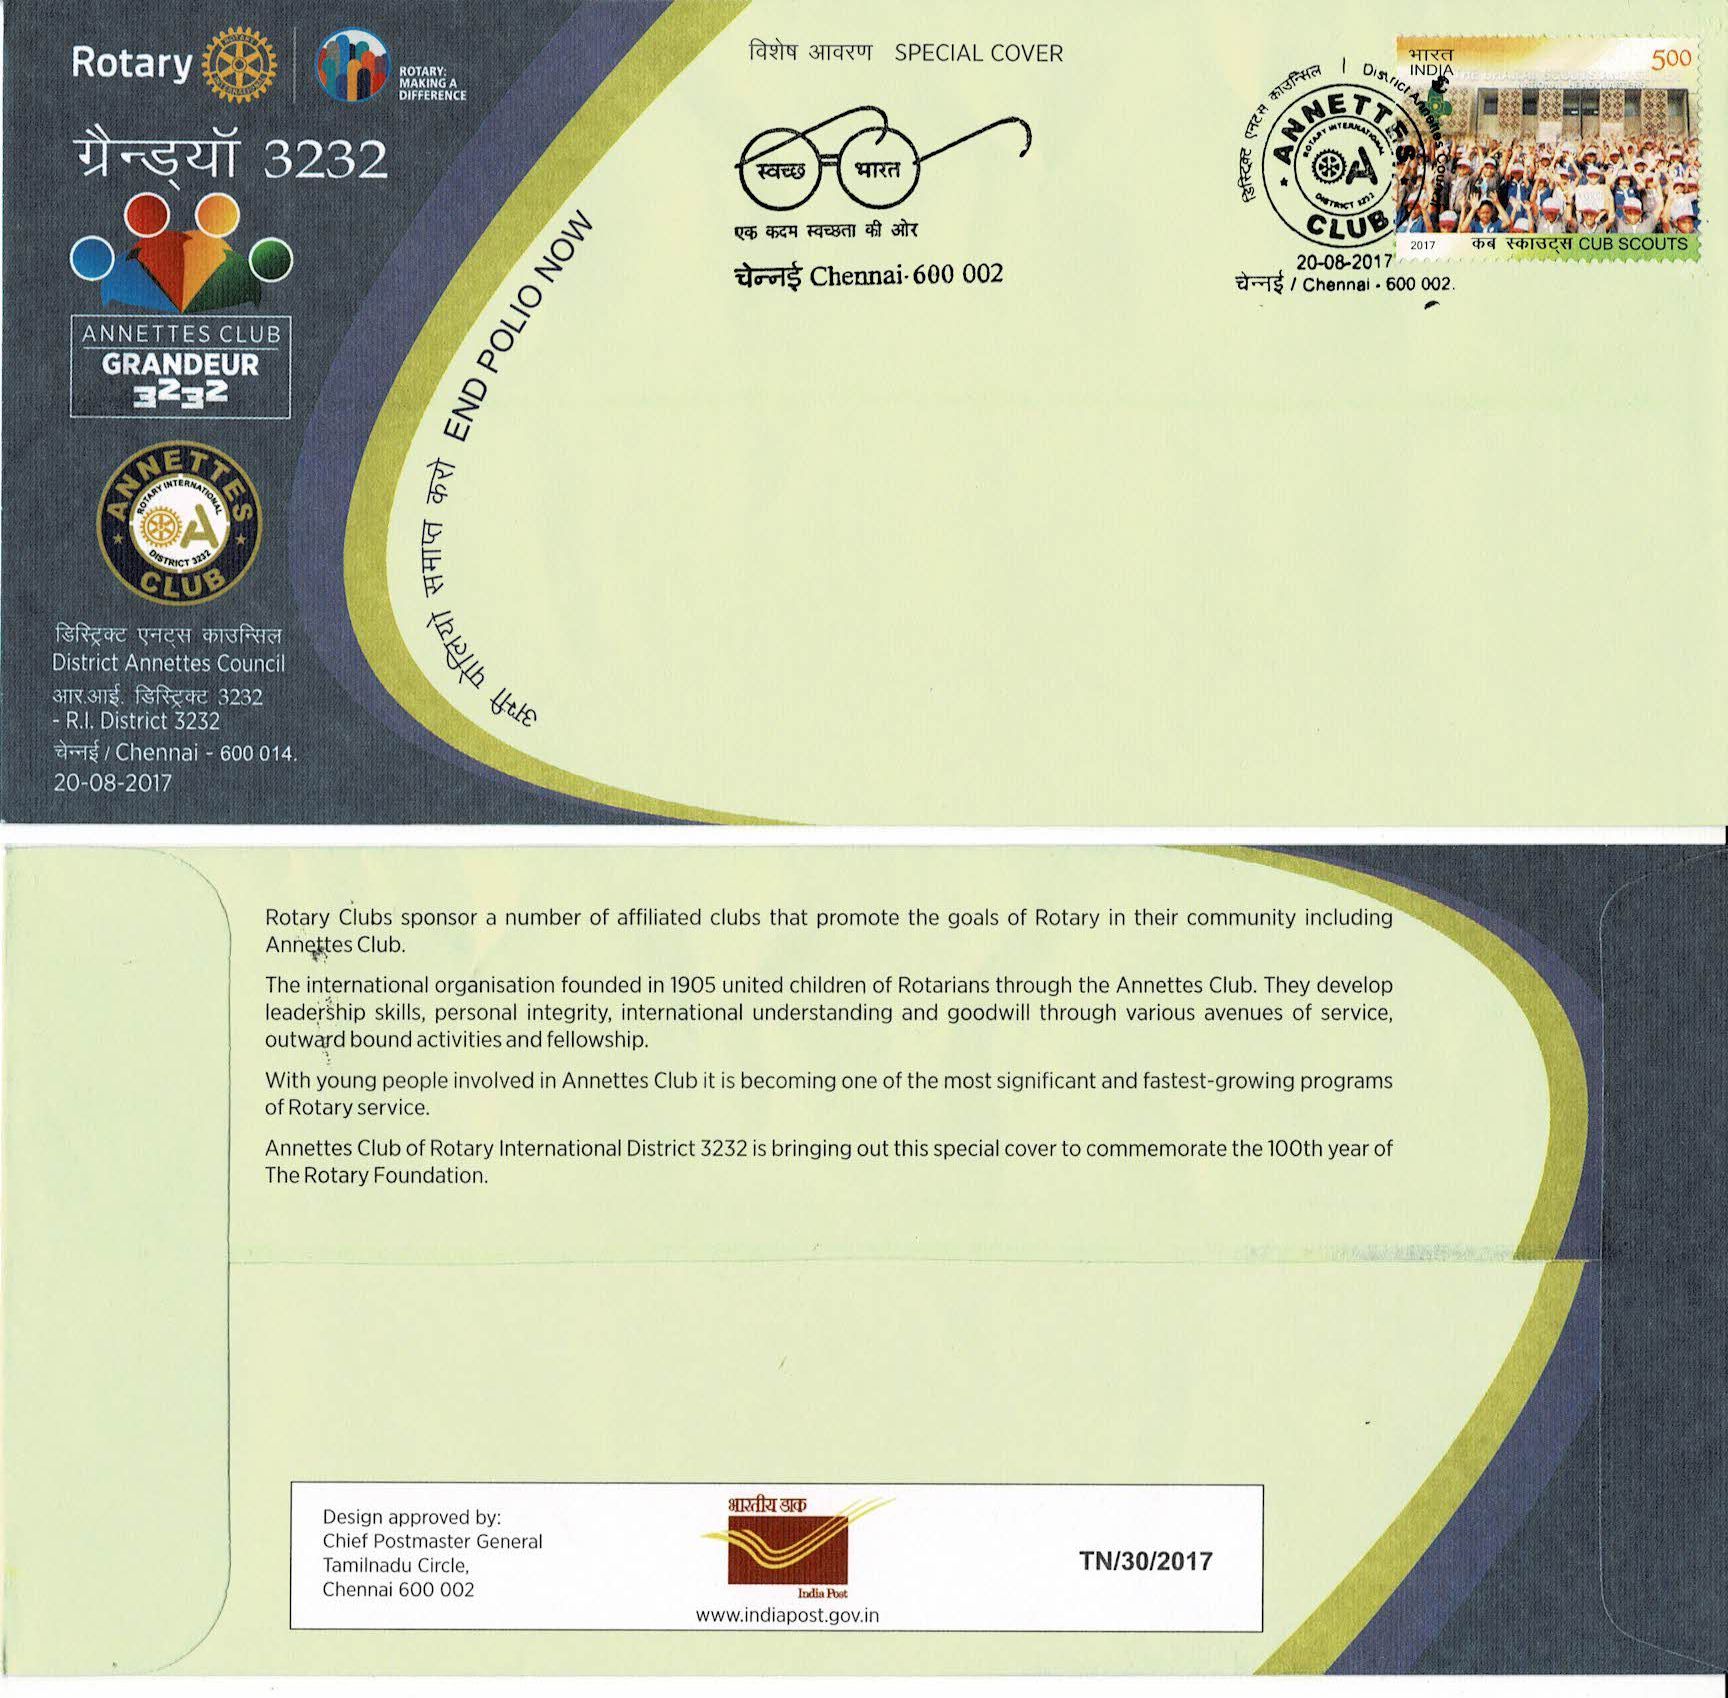 Rotary
ROTARY:
MAKING A
DIFFERENCE
ग्रैन्ड्यॉ 3232
ANNETTES CLUB
GRANDEUR
3232
ANNETTES
ROTARY INTERNATIONAL
A
DISTRICT 3232
CLUB
डिस्ट्रिक्ट एनट्स काउन्सिल
District Annettes Council
आर.आई. डिस्ट्रिक्ट 3232
- R.I. District 3232
चेन्नई / Chennai - 600 014.
20-08-2017
अभी पोलियो समाप्त करो END POLIO NOW
विशेष आवरण SPECIAL COVER
स्वच्छ भारत
एक कदम स्वच्छता की ओर
चेन्नई Chennai-600 002
डिस्ट्रिक्ट एनट्स काउन्सिल | District Annettes Council
ANNETTES
ROTARY INTERNATIONAL
A
DISTRICT 3232
CLUB
20-08-2017
चेन्नई / Chennai - 600 002.
भारत
INDIA
500
THE BHARAT SCOUTS AND GUIDES
NATIONAL HEADQUARTERS
2017 कब स्काउट्स CUB SCOUTS
Rotary Clubs sponsor a number of affiliated clubs that promote the goals of Rotary in their community including
Annettes Club.
The international organisation founded in 1905 united children of Rotarians through the Annettes Club. They develop
leadership skills, personal integrity, international understanding and goodwill through various avenues of service,
outward bound activities and fellowship.
With young people involved in Annettes Club it is becoming one of the most significant and fastest-growing programs
of Rotary service.
Annettes Club of Rotary International District 3232 is bringing out this special cover to commemorate the 100th year of
The Rotary Foundation.
Design approved by:
Chief Postmaster General
Tamilnadu Circle,
Chennai 600 002
भारतीय डाक
India Post
www.indiapost.gov.in
TN/30/2017